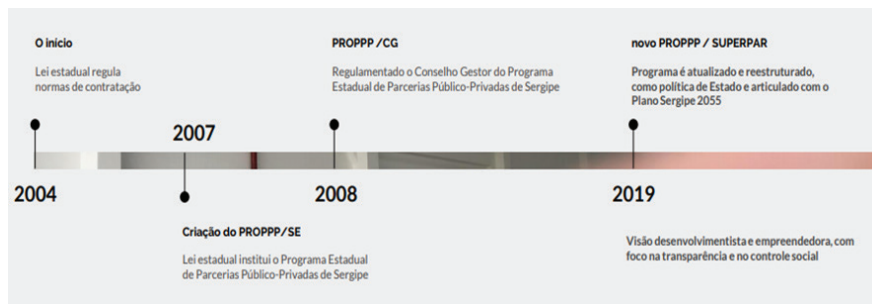 O início
Lei estadual regula
normas de contratação
2004
2007
Criação do PROPPP/SE
Lei estadual institui o Programa Estadual
de Parcerias Público-Privadas de Sergipe
PROPPP /CG
Regulamentado o Conselho Gestor do Programa
Estadual de Parcerias Público-Privadas de Sergipe
2008
novo PROPPP / SUPERPAR
Programa é atualizado e reestruturado,
como política de Estado e articulado com o
Plano Sergipe 2055
2019
Visão desenvolvimentista e empreendedora, com
foco na transparência e no controle social